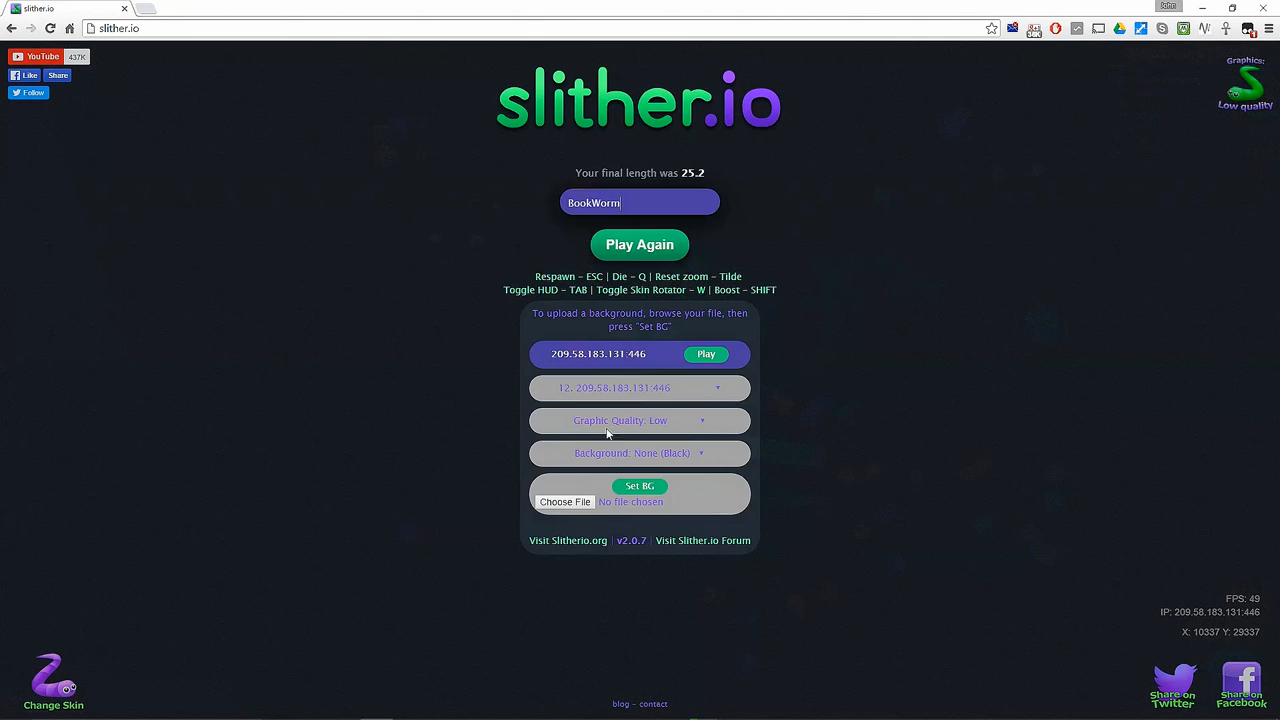 slither.io
John
slither.io
YouTube 437K
Like Share
Follow
Graphics:
Low quality
slither.io
Your final length was 25.2
BookWorm
Play Again
Respawn - ESC | Die - Q | Reset zoom - Tilde
Toggle HUD - TAB | Toggle Skin Rotator - W | Boost - SHIFT
To upload a background, browse your file, then
press "Set BG"
209.58.183.131:446 Play
12. 209.58.183.131:446
Graphic Quality: Low
Background: None (Black)
Set BG
Choose File No file chosen
Visit Slitherio.org | v2.0.7 | Visit Slither.io Forum
FPS: 49
IP: 209.58.183.131:446
X: 10337 Y: 29337
Change Skin
blog - contact
Share on
Twitter
Share on
Facebook